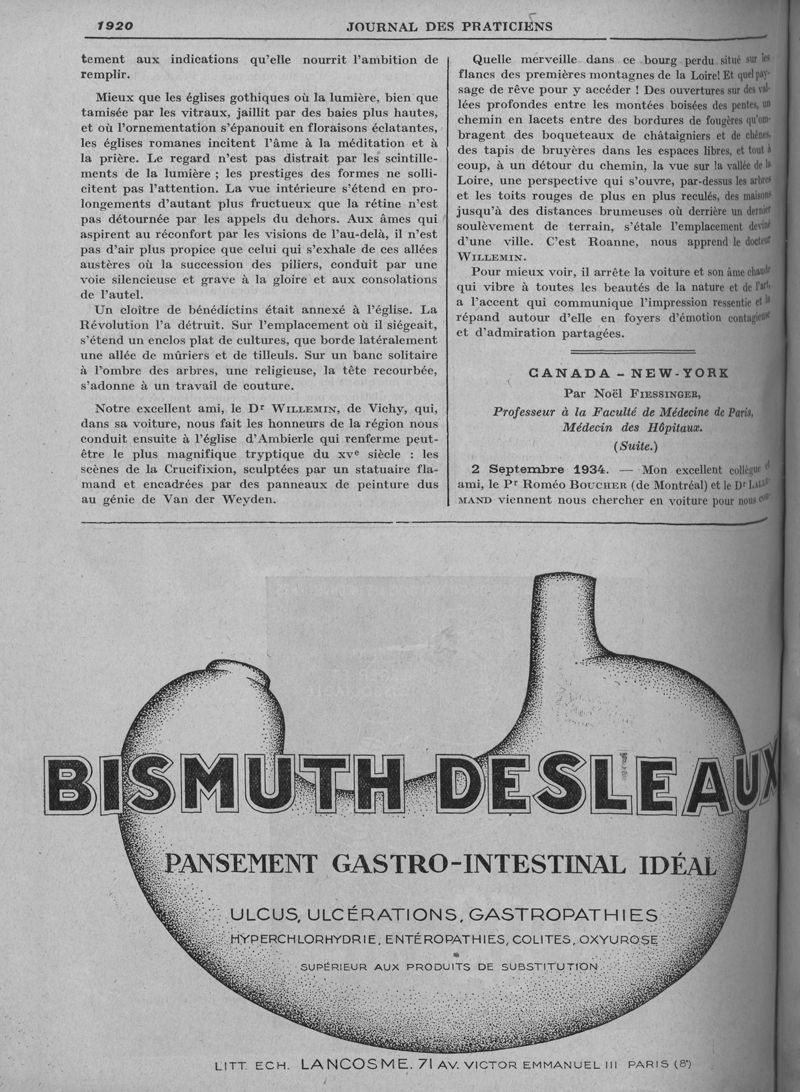 1920
JOURNAL DES PRATICIENS
tement aux indications qu'elle nourrit l'ambition de
remplir.
Mieux que les églises gothiques où la lumière, bien que
tamisée par les vitraux, jaillit par des baies plus hautes,
et où l'ornementation s'épanouit en floraisons éclatantes,
les églises romanes incitent l'âme à la méditation et à
la prière. Le regard n'est pas distrait par les scintille-
ments de la lumière ; les prestiges des formes ne solli-
citent pas l'attention. La vue intérieure s'étend en pro-
longements d'autant plus fructueux que la rétine n'est
pas détournée par les appels du dehors. Aux âmes qui
aspirent au réconfort par les visions de l'au-delà, il n'est
pas d'air plus propice que celui qui s'exhale de ces allées
austères où la succession des piliers, conduit par une
voie silencieuse et grave à la gloire et aux consolations
de l'autel.
Un cloître de bénédictins était annexé à l'église. La
Révolution l'a détruit. Sur l'emplacement où il siégeait,
s'étend un enclos plat de cultures, que borde latéralement
une allée de mûriers et de tilleuls. Sur un banc solitaire
à l'ombre des arbres, une religieuse, la tête recourbée,
s'adonne à un travail de couture.
Notre excellent ami, le Dr WILLEMIN, de Vichy, qui,
dans sa voiture, nous fait les honneurs de la région nous
conduit ensuite à l'église d'Ambierle qui renferme peut-
être le plus magnifique tryptique du XVe siècle : les
scènes de la Crucifixion, sculptées par un statuaire fla-
mand et encadrées par des panneaux de peinture dus
au génie de Van der Weyden.
Quelle merveille dans ce bourg perdu situé sur les
flancs des premières montagnes de la Loire! Et quel pay-
sage de rêve pour y accéder ! Des ouvertures sur des val-
lées profondes entre les montées boisées des pentes, un
chemin en lacets entre des bordures de fougères qu'om-
bragent des boqueteaux de châtaigniers et de chênes,
des tapis de bruyères dans les espaces libres, et tout à
coup, à un détour du chemin, la vue sur la vallée de la
Loire, une perspective qui s'ouvre, par-dessus les arbres
et les toits rouges de plus en plus reculés, des maisons
jusqu'à des distances brumeuses où derrière un dernier
soulèvement de terrain, s'étale l'emplacement deviné
d'une ville. C'est Roanne, nous apprend le docteur
WILLEMIN.
Pour mieux voir, il arrête la voiture et son âme chaude
qui vibre à toutes les beautés de la nature et de l'art,
a l'accent qui communique l'impression ressentie et la
répand autour d'elle en foyers d'émotion contagieuse
et d'admiration partagées.
CANADA - NEW-YORK
Par Noël FIESSINGER,
Professeur à la Faculté de Médecine de Paris,
Médecin des Hôpitaux.
(Suite.)
2 Septembre 1934. — Mon excellent collègue et
ami, le Pr Roméo BOUCHER (de Montréal) et le Dr
MAND viennent nous chercher en voiture pour nous
BISMUTH DESLEAUX
PANSEMENT GASTRO-INTESTINAL IDÉAL
ULCUS, ULCÉRATIONS, GASTROPATHIES
HYPERCHLORHYDRIE, ENTÉROPATHIES, COLITES, OXYUROSE
SUPÉRIEUR AUX PRODUITS DE SUBSTITUTION
LITT. ECH. LANCOSME. 71 AV. VICTOR EMMANUEL III PARIS (8e)